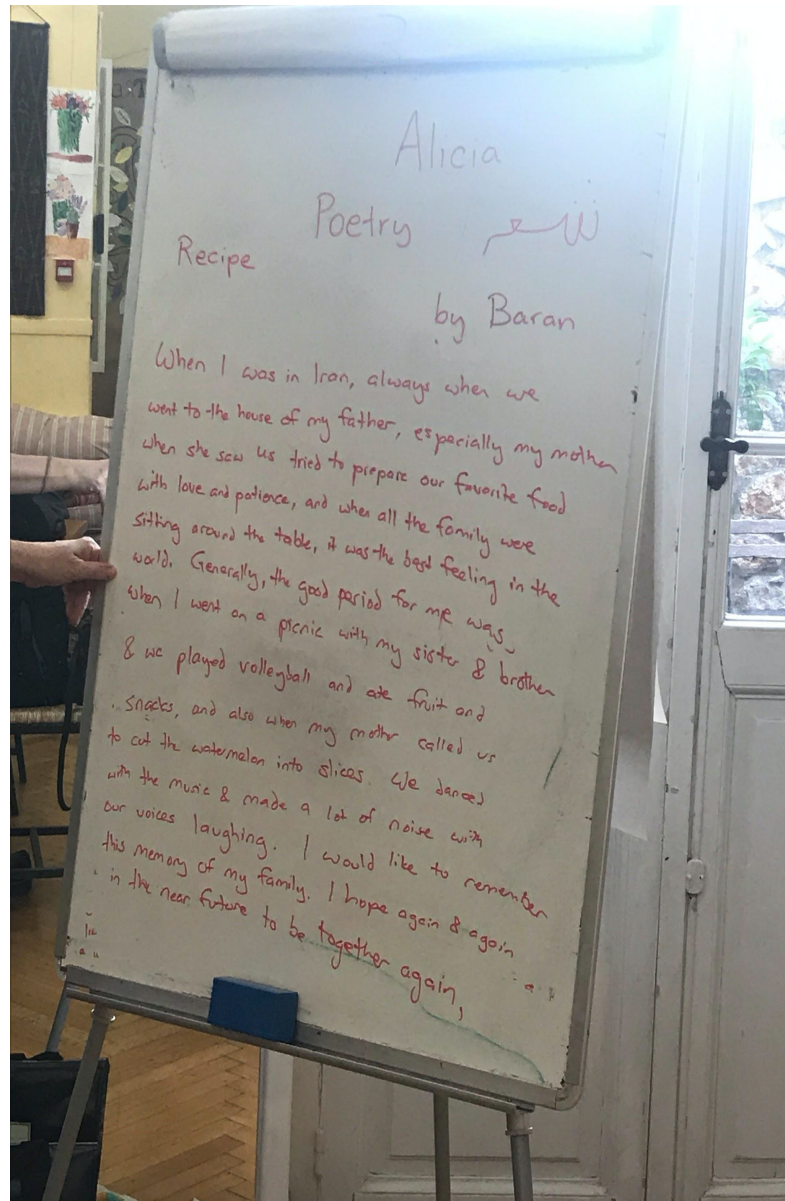 Alicia
Poetry شعر
Recipe
by Baran
When I was in Iran, always when we
went to the house of my father, especially my mother
when she saw us tried to prepare our favorite food
with love and patience, and when all the family were
sitting around the table, it was the best feeling in the
world. Generally, the good period for me was,
when I went on a picnic with my sister & brother
& we played volleyball and ate fruit and
snacks, and also when my mother called us
to cut the watermelon into slices. We danced
with the music & made a lot of noise with
our voices laughing. I would like to remember
this memory of my family. I hope again & again
in the near future to be together again,